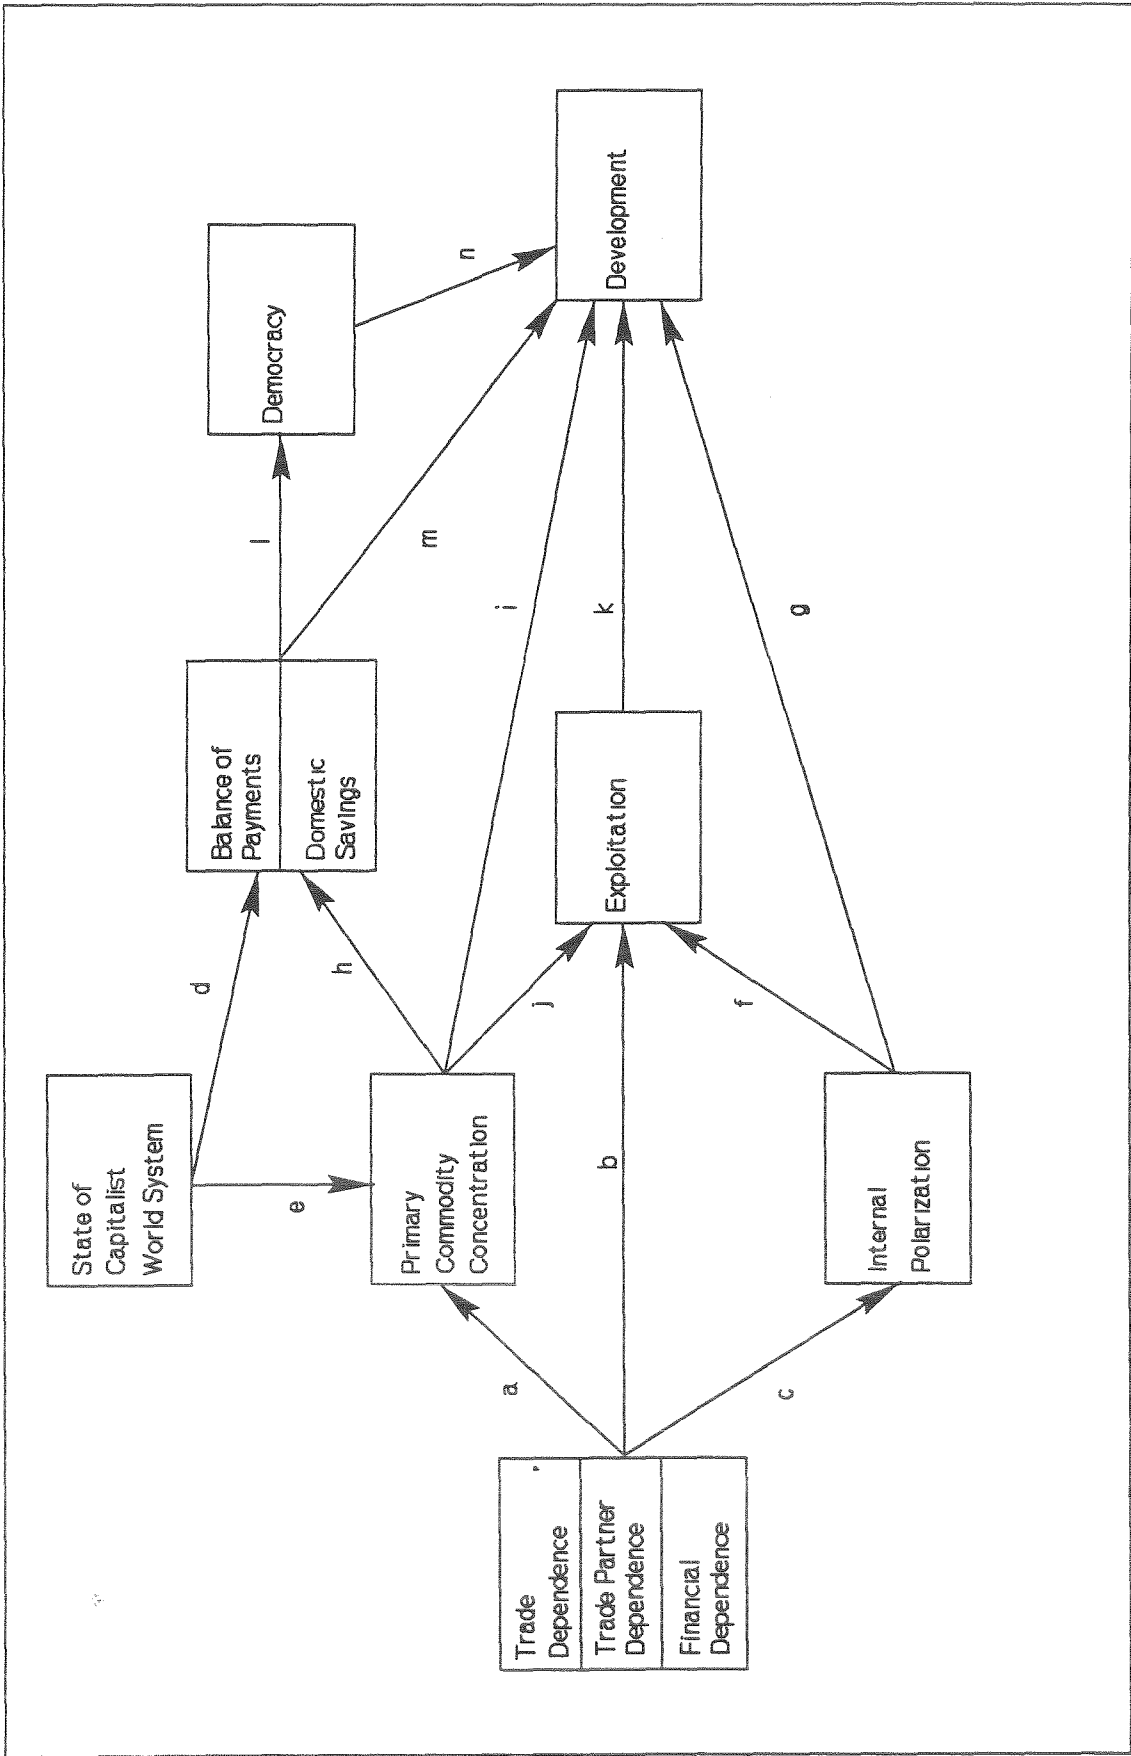 State of
Capitalist
World System
d
e
Balance of
Payments
Domestic
Savings
l
Democracy
n
m
h
Primary
Commodity
Concentration
i
j
a
Trade
Dependence
Trade Partner
Dependence
Financial
Dependence
b
Exploitation
k
Development
c
f
g
Internal
Polarization